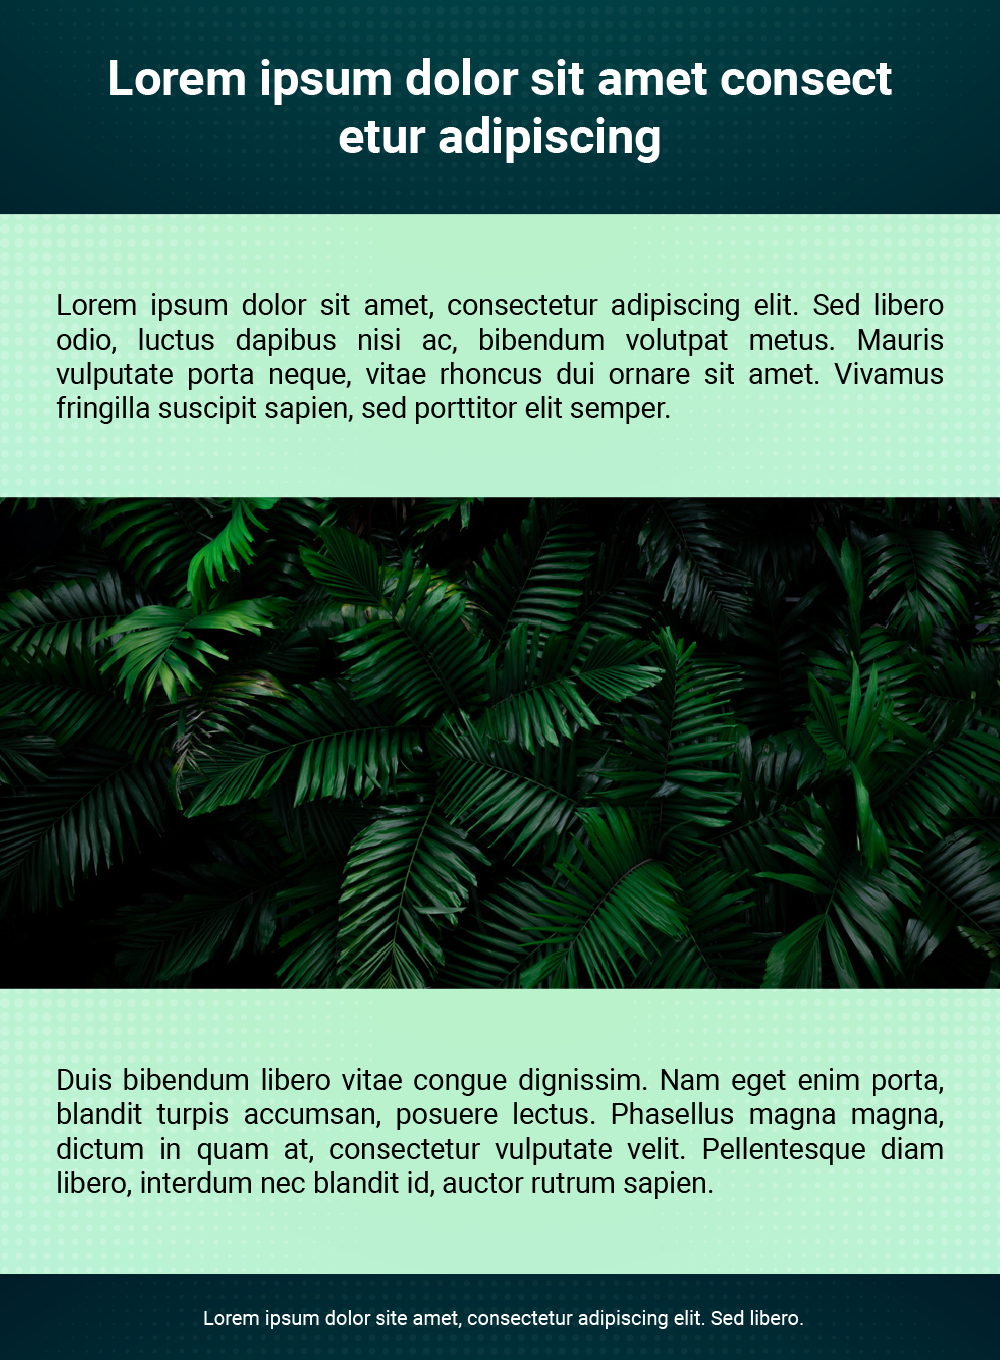 Lorem ipsum dolor sit amet consect
etur adipiscing
Lorem ipsum dolor sit amet, consectetur adipiscing elit. Sed libero
odio, luctus dapibus nisi ac, bibendum volutpat metus. Mauris
vulputate porta neque, vitae rhoncus dui ornare sit amet. Vivamus
fringilla suscipit sapien, sed porttitor elit semper.
Duis bibendum libero vitae congue dignissim. Nam eget enim porta,
blandit turpis accumsan, posuere lectus. Phasellus magna magna,
dictum in quam at, consectetur vulputate velit. Pellentesque diam
libero, interdum nec blandit id, auctor rutrum sapien.
Lorem ipsum dolor site amet, consectetur adipiscing elit. Sed libero.